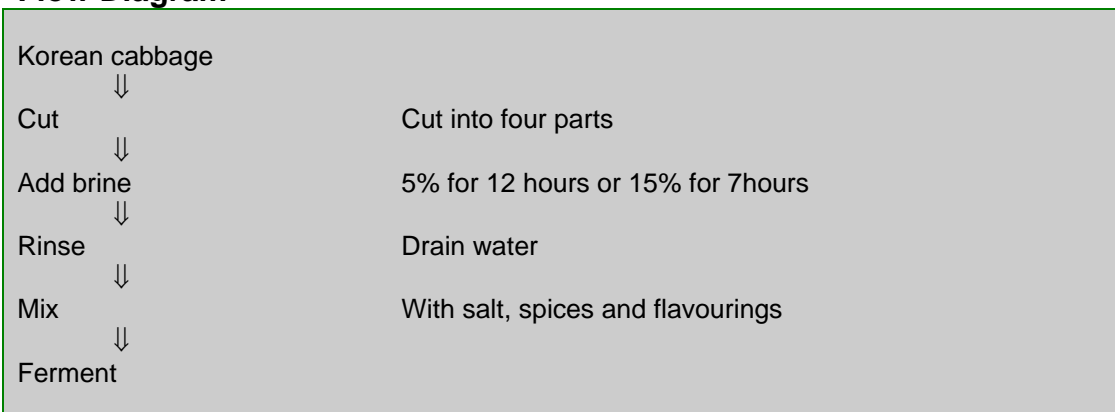 Flow Diagram
Korean cabbage
⇓
Cut Cut into four parts
⇓
Add brine 5% for 12 hours or 15% for 7hours
⇓
Rinse Drain water
⇓
Mix With salt, spices and flavourings
⇓
Ferment